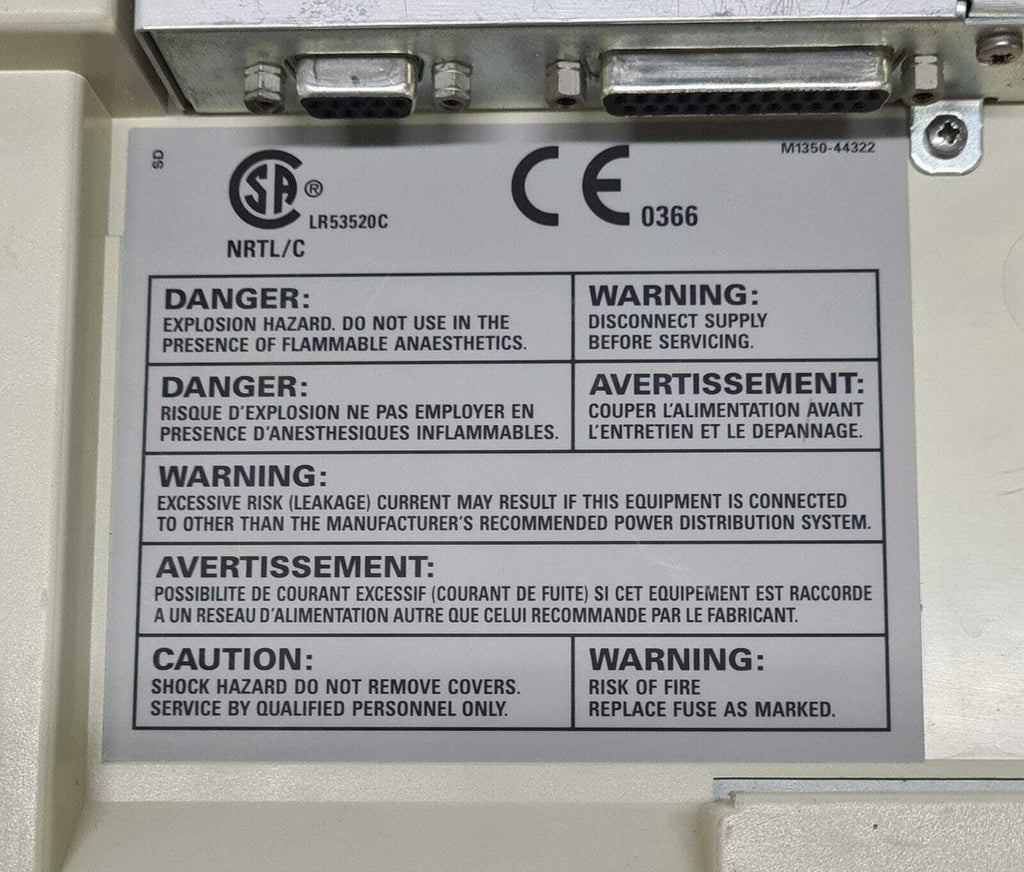 SD
M1350-44322
SA ®
LR53520C
NRTL/C
CE 0366
DANGER:
EXPLOSION HAZARD. DO NOT USE IN THE
PRESENCE OF FLAMMABLE ANAESTHETICS.
WARNING:
DISCONNECT SUPPLY
BEFORE SERVICING.
DANGER:
RISQUE D'EXPLOSION NE PAS EMPLOYER EN
PRESENCE D'ANESTHESIQUES INFLAMMABLES.
AVERTISSEMENT:
COUPER L'ALIMENTATION AVANT
L'ENTRETIEN ET LE DEPANNAGE.
WARNING:
EXCESSIVE RISK (LEAKAGE) CURRENT MAY RESULT IF THIS EQUIPMENT IS CONNECTED
TO OTHER THAN THE MANUFACTURER'S RECOMMENDED POWER DISTRIBUTION SYSTEM.
AVERTISSEMENT:
POSSIBILITE DE COURANT EXCESSIF (COURANT DE FUITE) SI CET EQUIPEMENT EST RACCORDE
A UN RESEAU D'ALIMENTATION AUTRE QUE CELUI RECOMMANDE PAR LE FABRICANT.
CAUTION:
SHOCK HAZARD DO NOT REMOVE COVERS.
SERVICE BY QUALIFIED PERSONNEL ONLY.
WARNING:
RISK OF FIRE
REPLACE FUSE AS MARKED.